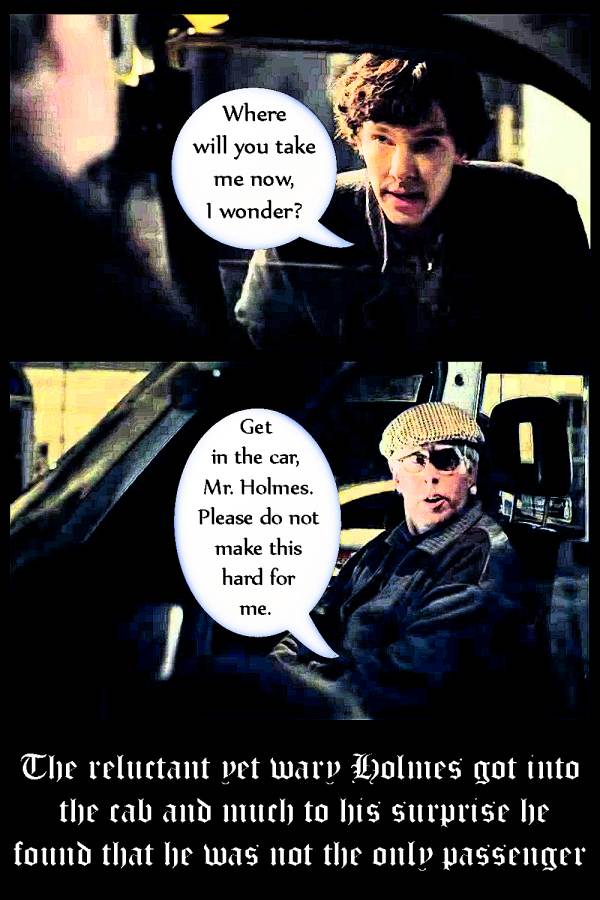 Where
will you take
me now,
I wonder?
Get
in the car,
Mr. Holmes.
Please do not
make this
hard for
me.
The reluctant yet wary Holmes got into
the cab and much to his surprise he
found that he was not the only passenger